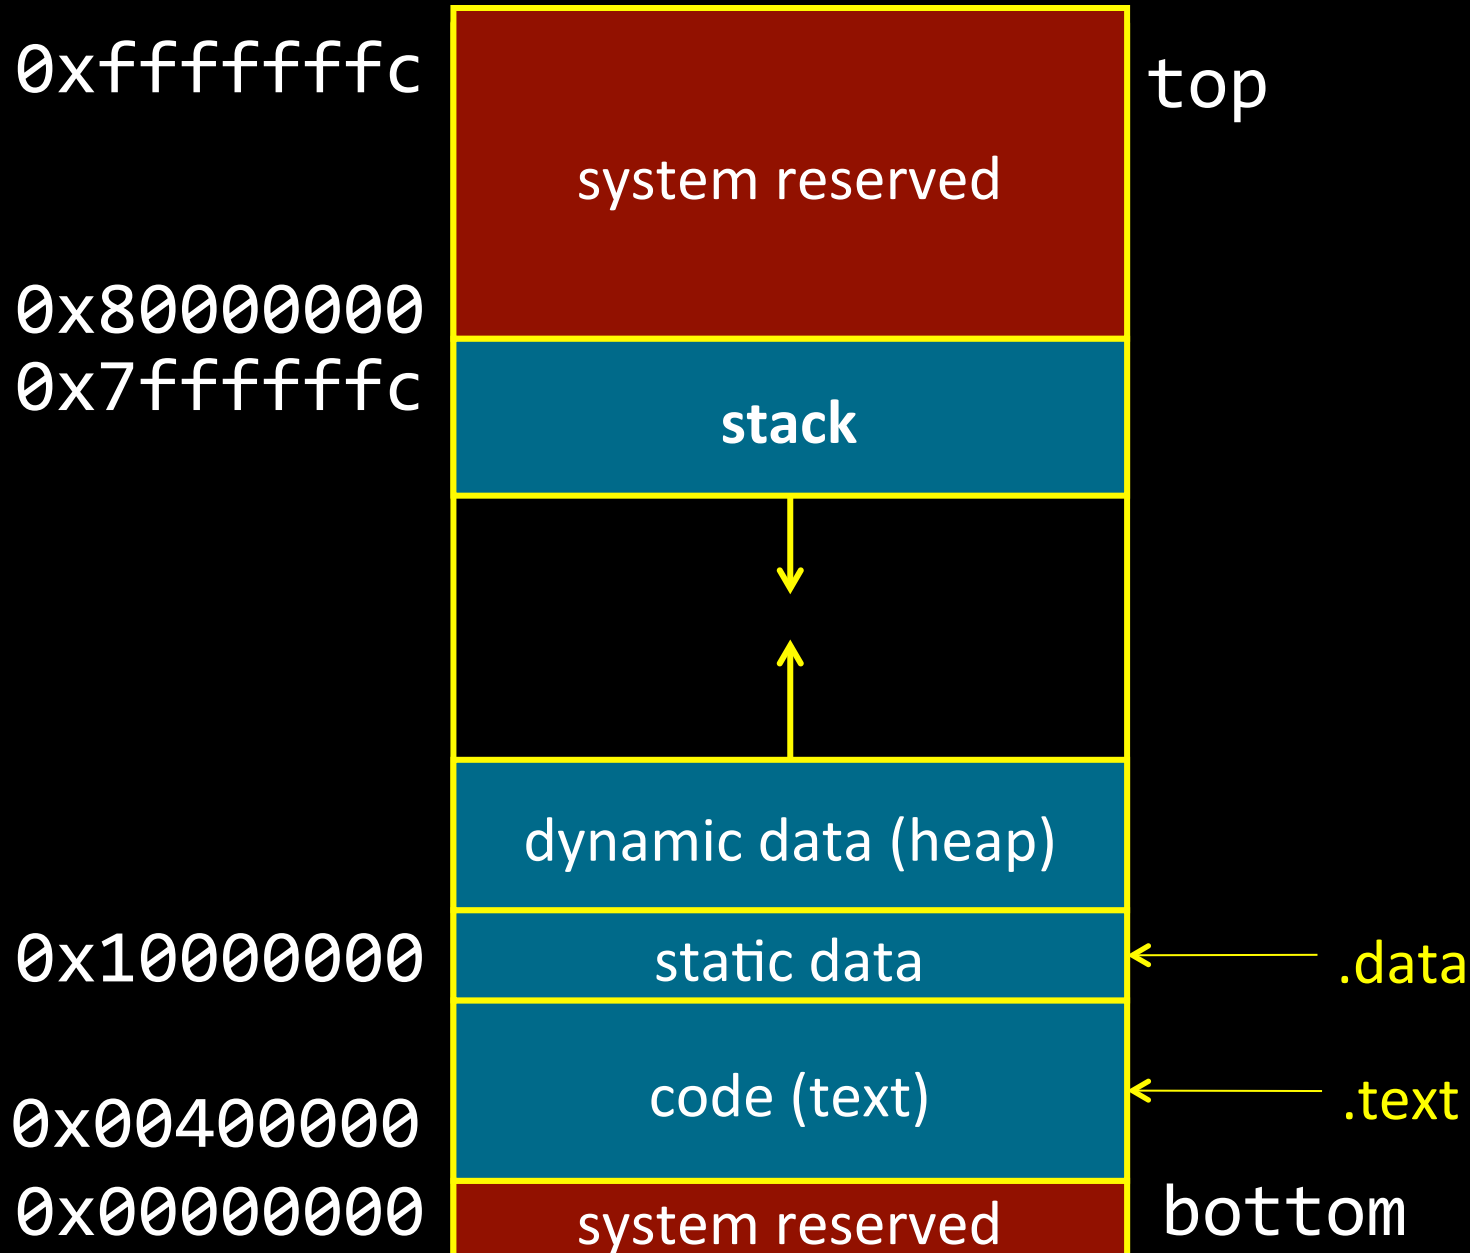 0xfffffffc
top
system reserved
0x80000000
0x7ffffffc
stack
dynamic data (heap)
0x10000000
static data
.data
code (text)
.text
0x00400000
0x00000000
bottom
system reserved